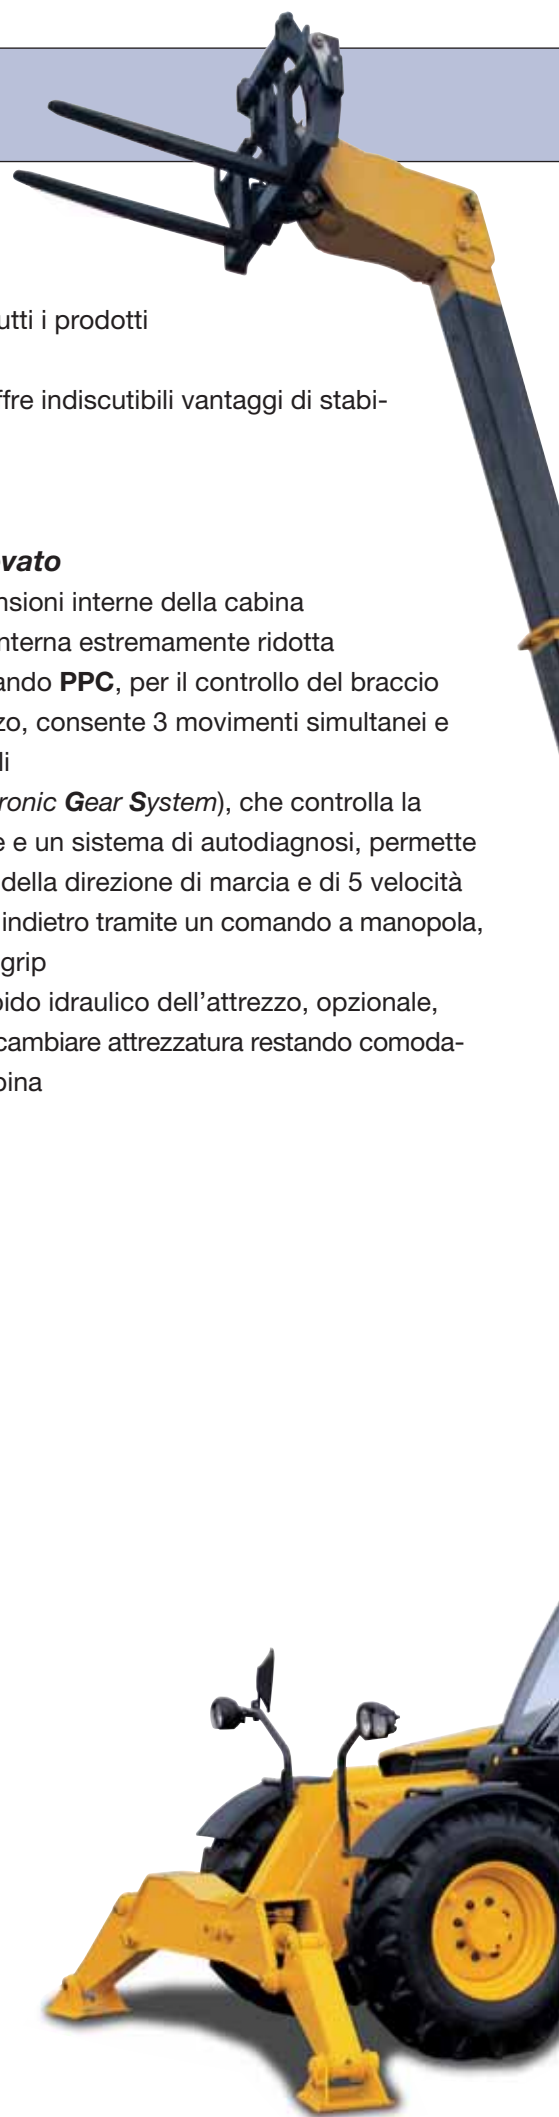 utti i prodotti
ffre indiscutibili vantaggi di stabi-
vato
nsioni interne della cabina
nterna estremamente ridotta
ando PPC, per il controllo del braccio
zo, consente 3 movimenti simultanei e
li
ronic Gear System), che controlla la
e e un sistema di autodiagnosi, permette
della direzione di marcia e di 5 velocità
indietro tramite un comando a manopola,
grip
pido idraulico dell’attrezzo, opzionale,
cambiare attrezzatura restando comoda-
bina